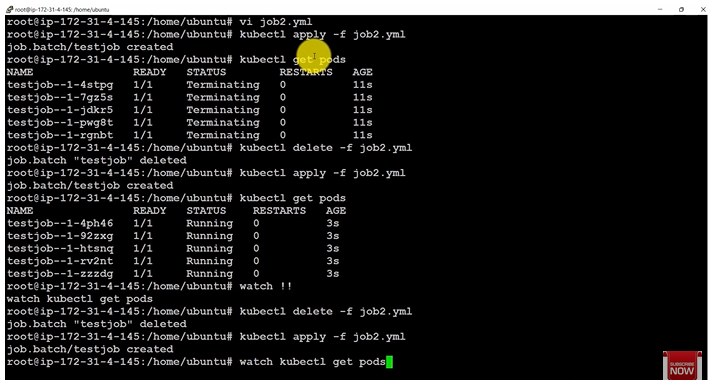 root@ip-172-31-4-145:/home/ubuntu
root@ip-172-31-4-145:/home/ubuntu# vi job2.yml
root@ip-172-31-4-145:/home/ubuntu# kubectl apply -f job2.yml
job.batch/testjob created
root@ip-172-31-4-145:/home/ubuntu# kubectl get pods
NAME READY STATUS RESTARTS AGE
testjob--1-4stpg 1/1 Terminating 0 11s
testjob--1-7gz5s 1/1 Terminating 0 11s
testjob--1-jdkr5 1/1 Terminating 0 11s
testjob--1-pwg8t 1/1 Terminating 0 11s
testjob--1-rgnbt 1/1 Terminating 0 11s
root@ip-172-31-4-145:/home/ubuntu# kubectl delete -f job2.yml
job.batch "testjob" deleted
root@ip-172-31-4-145:/home/ubuntu# kubectl apply -f job2.yml
job.batch/testjob created
root@ip-172-31-4-145:/home/ubuntu# kubectl get pods
NAME READY STATUS RESTARTS AGE
testjob--1-4ph46 1/1 Running 0 3s
testjob--1-92zxg 1/1 Running 0 3s
testjob--1-htsnq 1/1 Running 0 3s
testjob--1-rv2nt 1/1 Running 0 3s
testjob--1-zzzdg 1/1 Running 0 3s
root@ip-172-31-4-145:/home/ubuntu# watch !!
watch kubectl get pods
root@ip-172-31-4-145:/home/ubuntu# kubectl delete -f job2.yml
job.batch "testjob" deleted
root@ip-172-31-4-145:/home/ubuntu# kubectl apply -f job2.yml
job.batch/testjob created
root@ip-172-31-4-145:/home/ubuntu# watch kubectl get pods
SUBSCRIBE
NOW